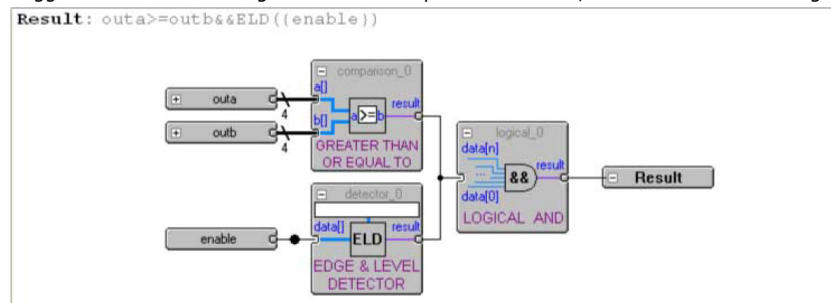 Result: outa>=outb&&ELD((enable))
comparison_0
a[]
outa
4
a>=b
result
b[]
outb
4
GREATER THAN
OR EQUAL TO
logical_0
data[n]
...
&&
result
Result
data[0]
LOGICAL AND
detector_0
data[]
result
enable
ELD
EDGE & LEVEL
DETECTOR